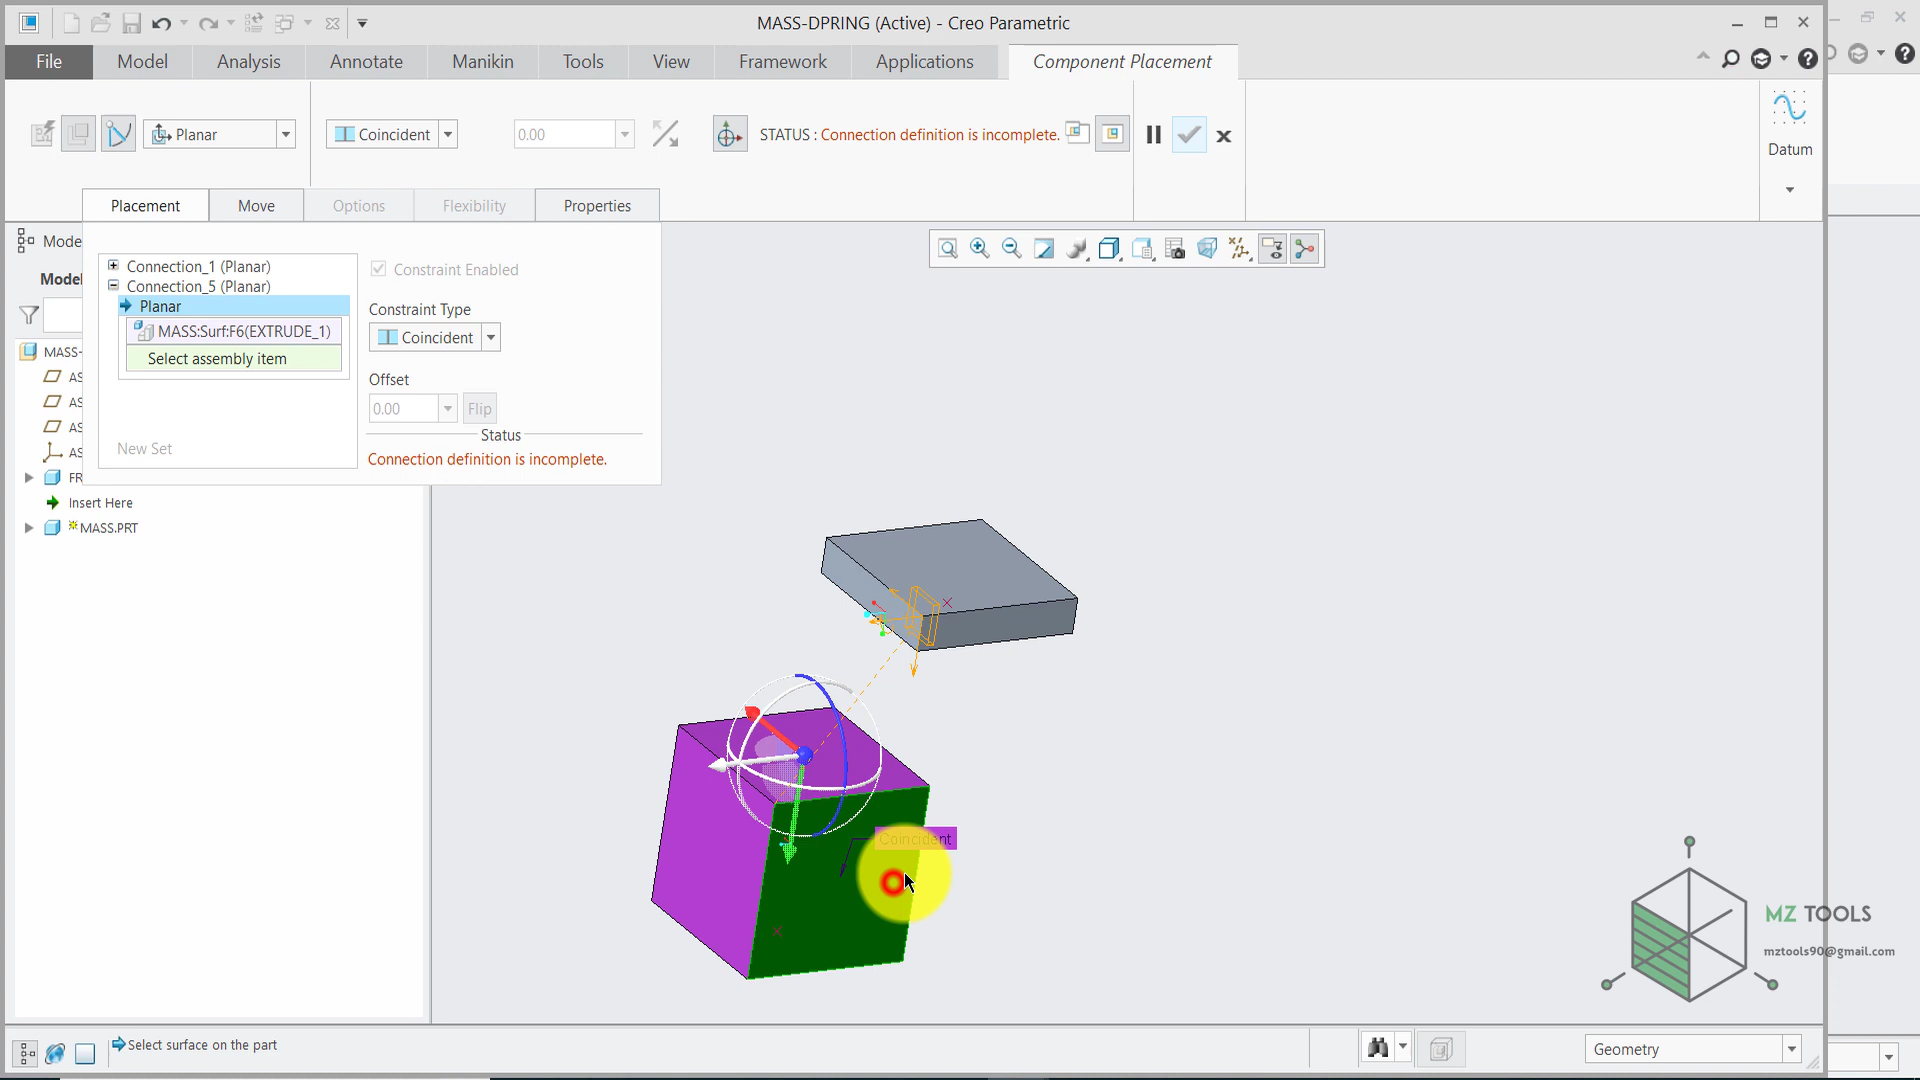 MASS-DPRING (Active) - Creo Parametric
File
Model
Analysis
Annotate
Manikin
Tools
View
Framework
Applications
Component Placement
Planar
Coincident
0.00
STATUS : Connection definition is incomplete.
Datum
Placement
Move
Options
Flexibility
Properties
Mode
Connection_1 (Planar)
Connection_5 (Planar)
Planar
MASS:Surf:F6(EXTRUDE_1)
Select assembly item
New Set
Constraint Enabled
Constraint Type
Coincident
Offset
0.00
Flip
Status
Connection definition is incomplete.
Model
MASS-
AS
AS
AS
AS
FR
Insert Here
MASS.PRT
Coincident
MZ TOOLS
mztools90@gmail.com
Select surface on the part
Geometry